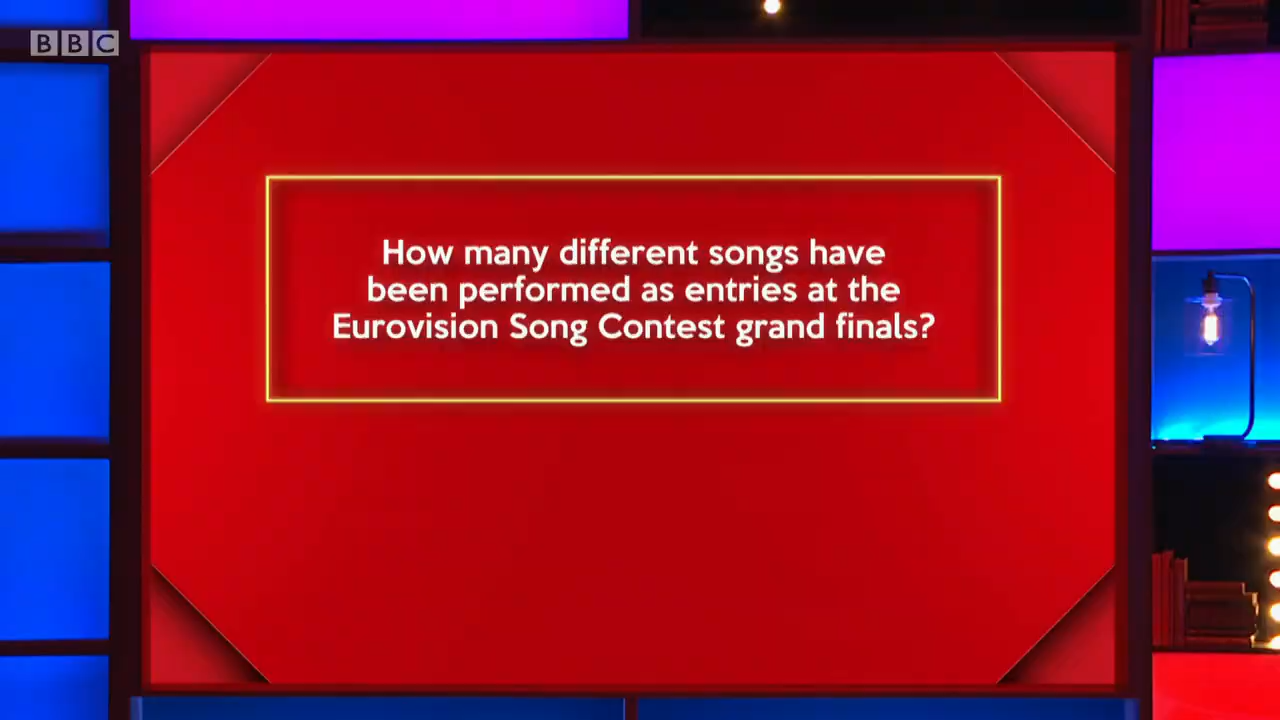 BBC
How many different songs have
been performed as entries at the
Eurovision Song Contest grand finals?